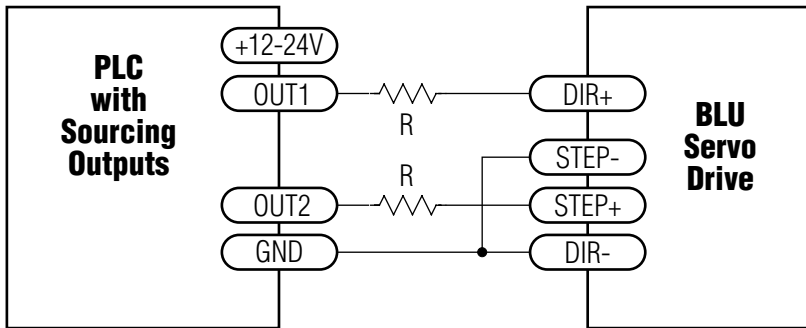 +12-24V
PLC
with
Sourcing
Outputs
OUT1
R
DIR+
BLU
Servo
Drive
STEP-
R
OUT2
STEP+
GND
DIR-